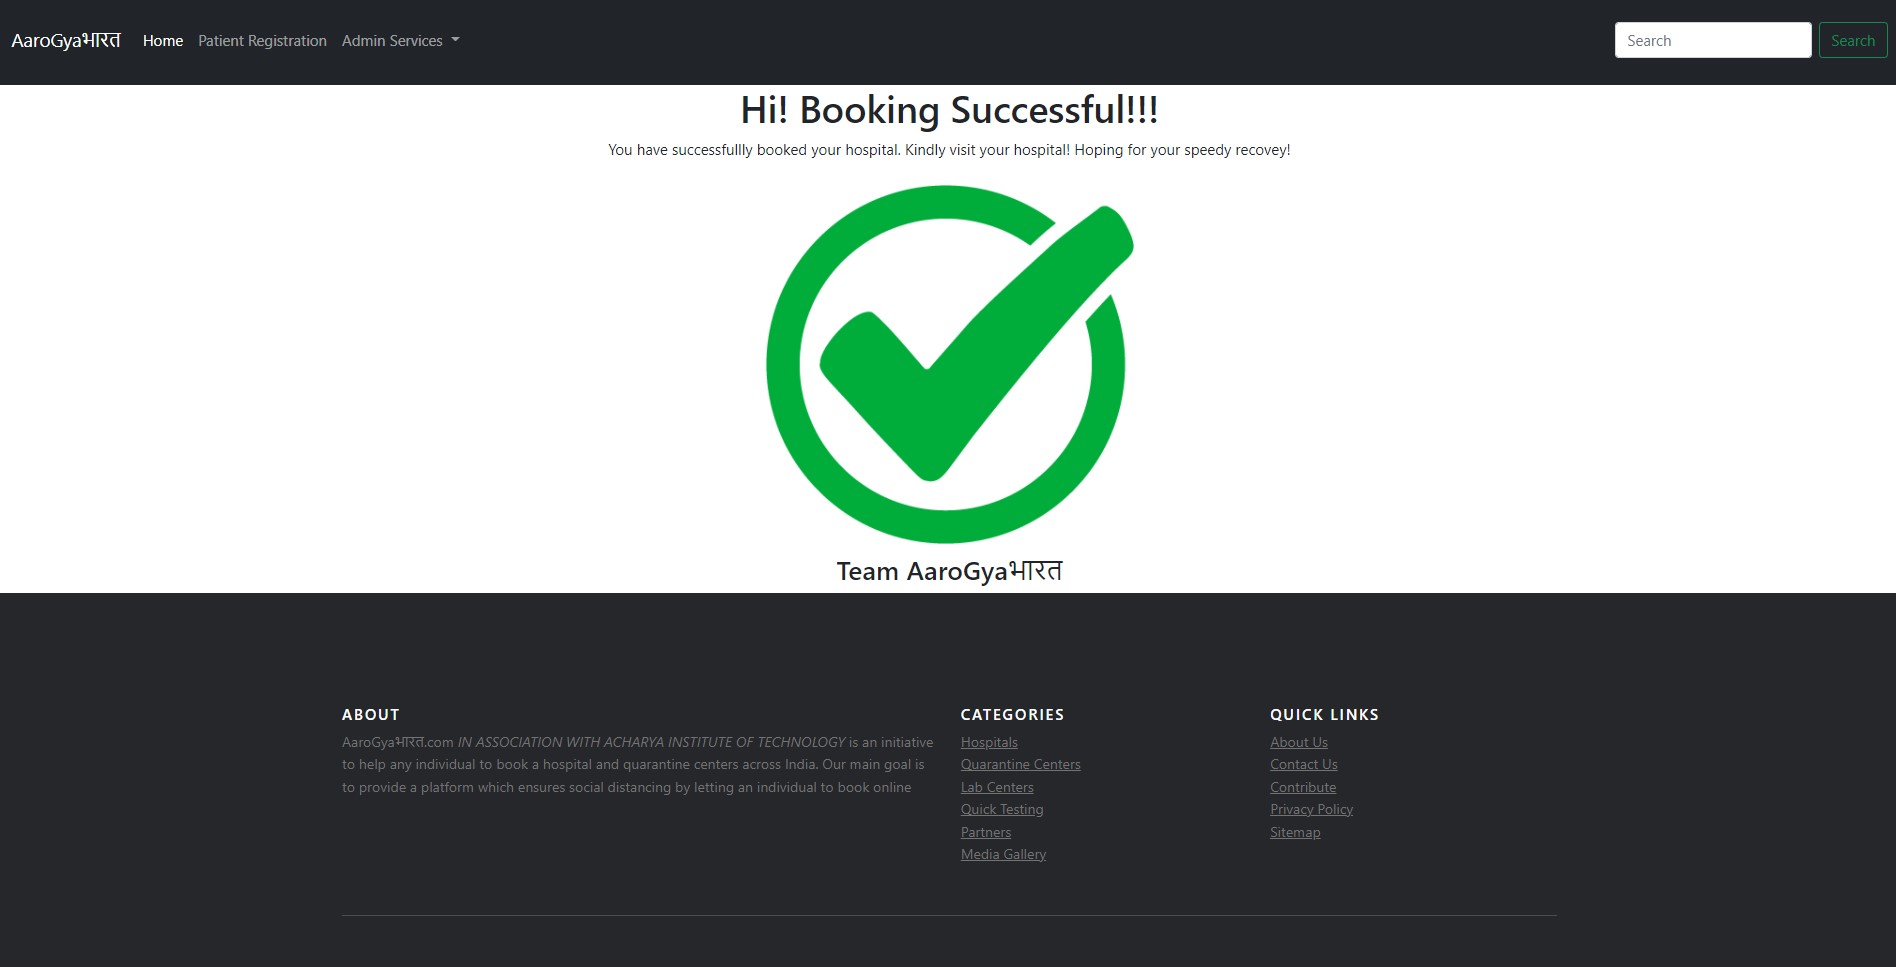 AaroGyaभारत Home Patient Registration Admin Services Search Search
Hi! Booking Successful!!!
You have successfullly booked your hospital. Kindly visit your hospital! Hoping for your speedy recovey!
Team AaroGyaभारत
ABOUT
AaroGyaभारत.com IN ASSOCIATION WITH ACHARYA INSTITUTE OF TECHNOLOGY is an initiative
to help any individual to book a hospital and quarantine centers across India. Our main goal is
to provide a platform which ensures social distancing by letting an individual to book online
CATEGORIES
Hospitals
Quarantine Centers
Lab Centers
Quick Testing
Partners
Media Gallery
QUICK LINKS
About Us
Contact Us
Contribute
Privacy Policy
Sitemap